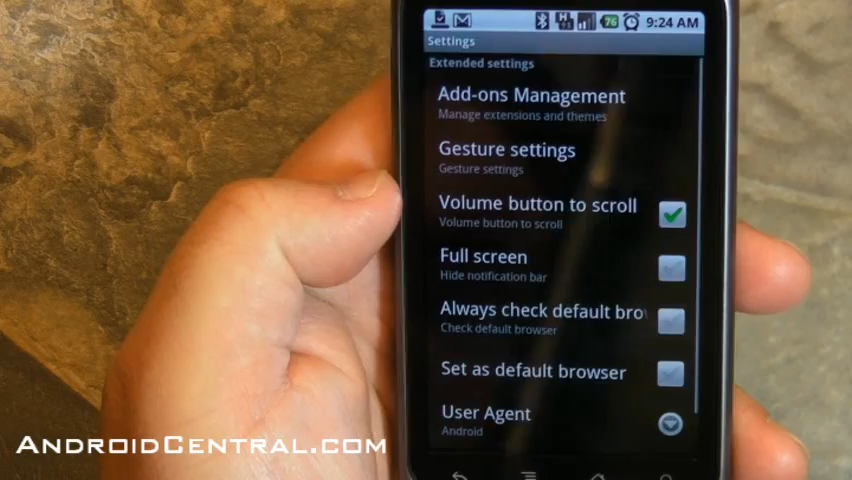 76 9:24 AM
Settings
Extended settings
Add-ons Management
Manage extensions and themes
Gesture settings
Gesture settings
Volume button to scroll
Volume button to scroll
Full screen
Hide notification bar
Always check default bro
Check default browser
Set as default browser
User Agent
Android
AndroidCentral.com